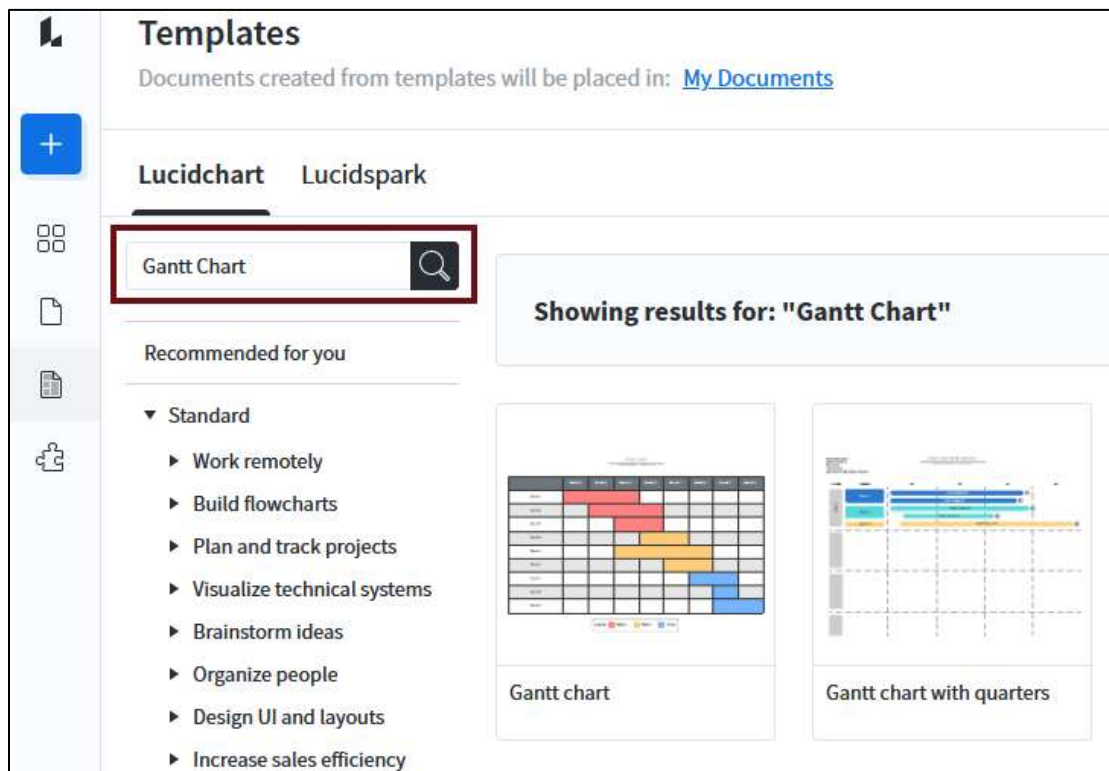 Templates
Documents created from templates will be placed in: My Documents
Lucidchart Lucidspark
Gantt Chart
Showing results for: "Gantt Chart"
Recommended for you
Standard
Work remotely
Build flowcharts
Plan and track projects
Visualize technical systems
Brainstorm ideas
Organize people
Design UI and layouts
Increase sales efficiency
Gantt chart
Gantt chart with quarters